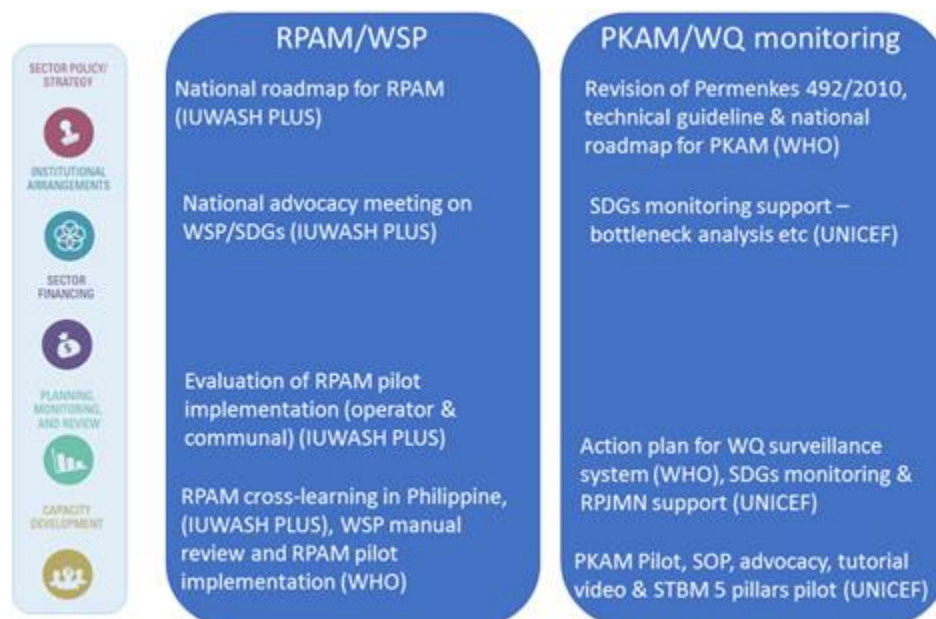 SECTOR POLICY/
STRATEGY
INSTITUTIONAL
ARRANGEMENTS
SECTOR
FINANCING
PLANNING,
MONITORING,
AND REVIEW
CAPACITY
DEVELOPMENT
RPAM/WSP
National roadmap for RPAM
(IUWASH PLUS)
National advocacy meeting on
WSP/SDGs (IUWASH PLUS)
Evaluation of RPAM pilot
implementation (operator &
communal) (IUWASH PLUS)
RPAM cross-learning in Philippine,
(IUWASH PLUS), WSP manual
review and RPAM pilot
implementation (WHO)
PKAM/WQ monitoring
Revision of Permenkes 492/2010,
technical guideline & national
roadmap for PKAM (WHO)
SDGs monitoring support –
bottleneck analysis etc (UNICEF)
Action plan for WQ surveillance
system (WHO), SDGs monitoring &
RPJMN support (UNICEF)
PKAM Pilot, SOP, advocacy, tutorial
video & STBM 5 pillars pilot (UNICEF)